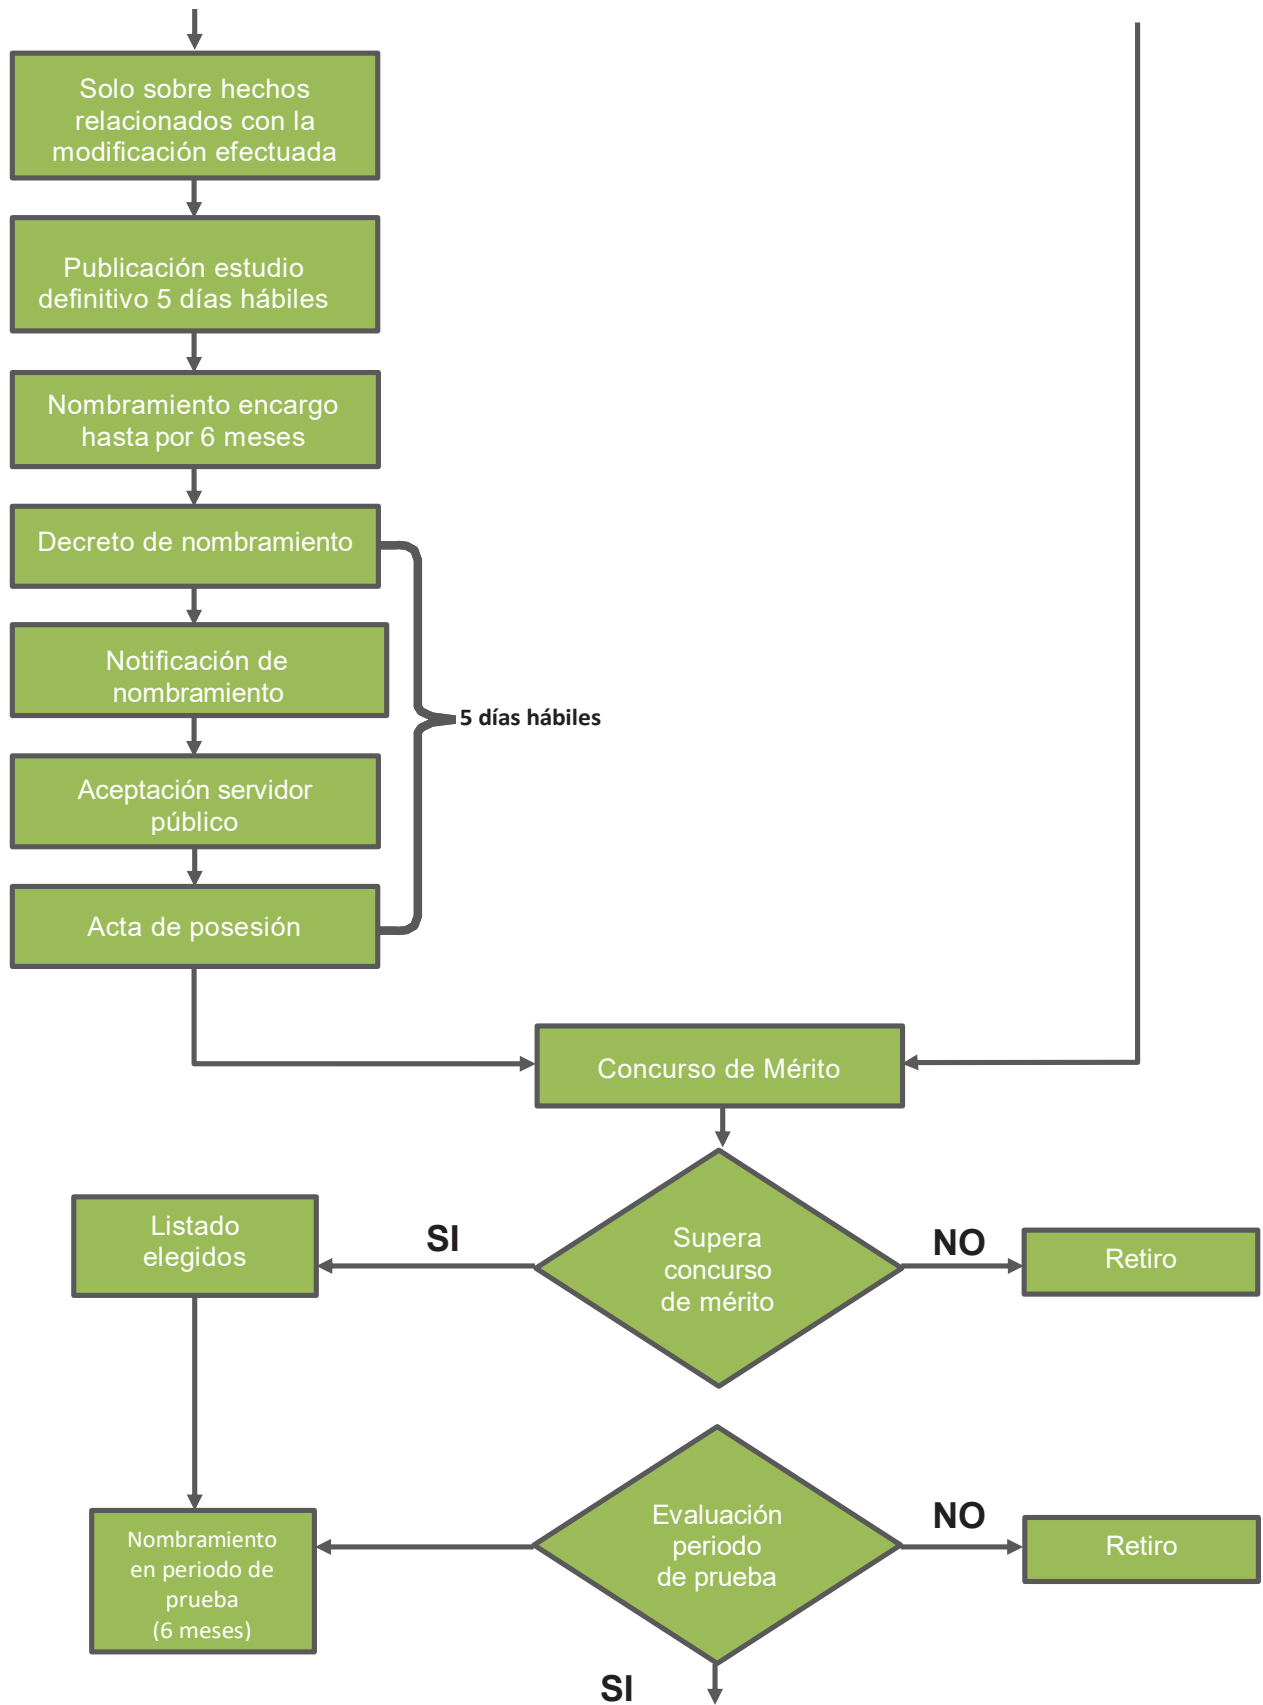 Solo sobre hechos
relacionados con la
modificación efectuada
Publicación estudio
definitivo 5 días hábiles
Nombramiento encargo
hasta por 6 meses
Decreto de nombramiento
Notificación de
nombramiento
5 días hábiles
Aceptación servidor
público
Acta de posesión
Concurso de Mérito
Supera
concurso
de mérito
SI
NO
Listado
elegidos
Retiro
Evaluación
periodo
de prueba
NO
Retiro
Nombramiento
en periodo de
prueba
(6 meses)
SI